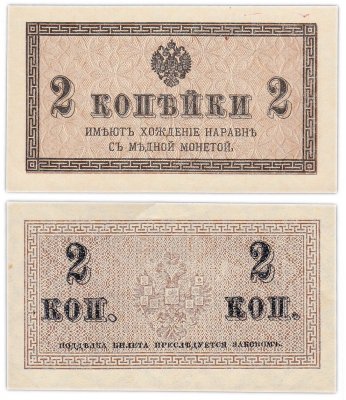 2 КОПѢЙКИ 2
ИМѢЮТЪ ХОЖДЕНІЕ НАРАВНѢ
СЪ МѢДНОЙ МОНЕТОЙ.
2 2
КОП. КОП.
ПОДДѢЛКА БИЛЕТА ПРЕСЛѢДУЕТСЯ ЗАКОНОМЪ.